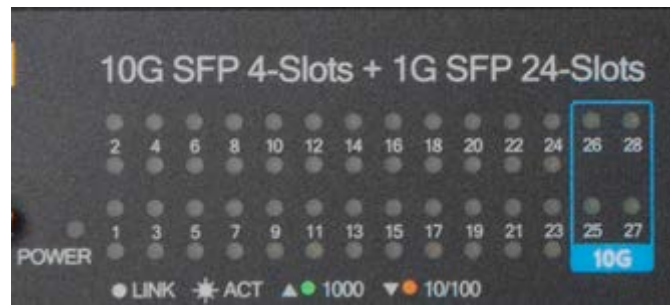 10G SFP 4-Slots + 1G SFP 24-Slots
2 4 6 8 10 12 14 16 18 20 22 24 26 28
1 3 5 7 9 11 13 15 17 19 21 23 25 27
POWER 10G
LINK ACT 1000 10/100